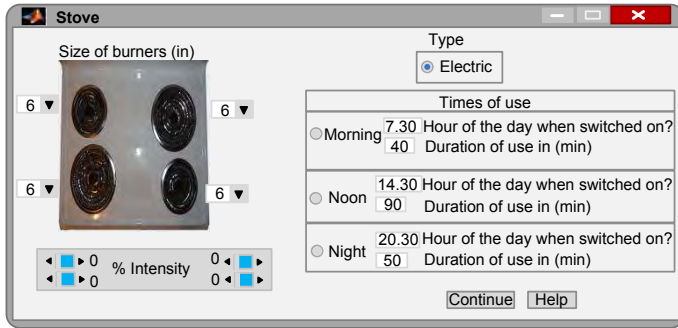 Stove
Size of burners (in)
6 ▼
6 ▼
6 ▼
6 ▼
0 % Intensity 0
0 0
Type
Electric
Times of use
Morning 7.30 Hour of the day when switched on?
40 Duration of use in (min)
Noon 14.30 Hour of the day when switched on?
90 Duration of use in (min)
Night 20.30 Hour of the day when switched on?
50 Duration of use in (min)
Continue Help